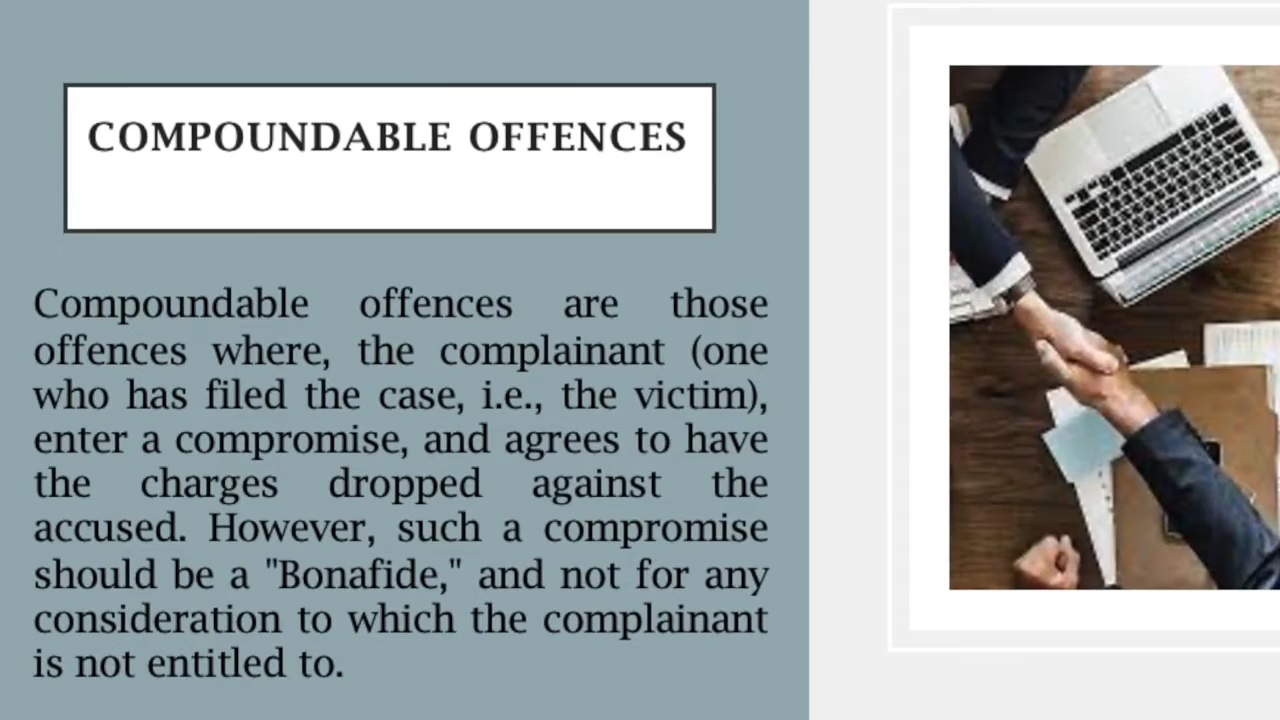 COMPOUNDABLE OFFENCES
Compoundable offences are those
offences where, the complainant (one
who has filed the case, i.e., the victim),
enter a compromise, and agrees to have
the charges dropped against the
accused. However, such a compromise
should be a "Bonafide," and not for any
consideration to which the complainant
is not entitled to.